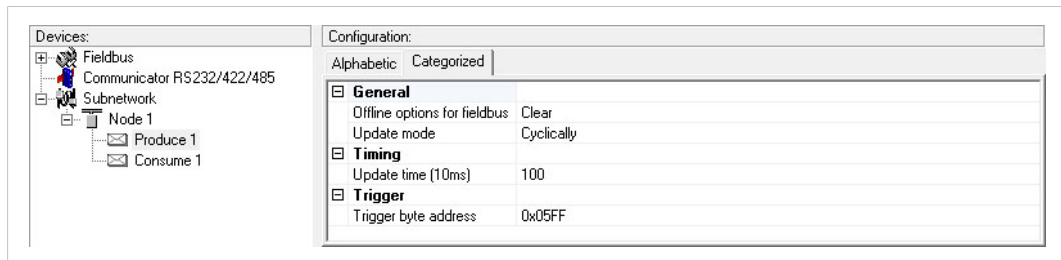 Devices:
Fieldbus
Communicator RS232/422/485
Subnetwork
Node 1
Produce 1
Consume 1
Configuration:
Alphabetic Categorized
General
Offline options for fieldbus Clear
Update mode Cyclically
Timing
Update time (10ms) 100
Trigger
Trigger byte address 0x05FF